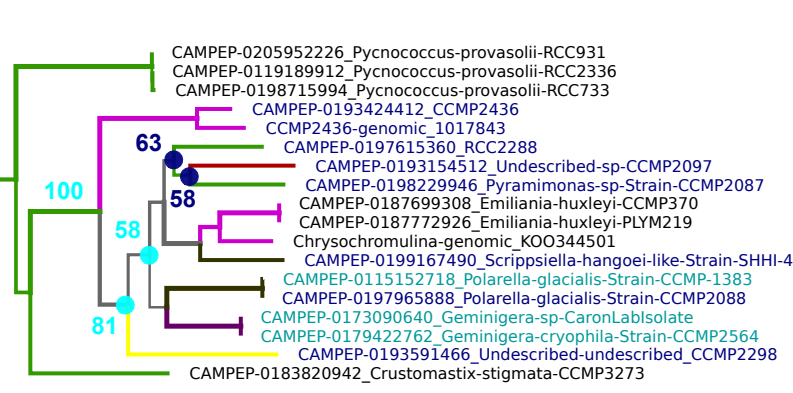 CAMPEP-0205952226_Pycnococcus-provasolii-RCC931
CAMPEP-0119189912_Pycnococcus-provasolii-RCC2336
CAMPEP-0198715994_Pycnococcus-provasolii-RCC733
CAMPEP-0193424412_CCMP2436
CCMP2436-genomic_1017843
63
CAMPEP-0197615360_RCC2288
CAMPEP-0193154512_Undescribed-sp-CCMP2097
100
58
CAMPEP-0198229946_Pyramimonas-sp-Strain-CCMP2087
CAMPEP-0187699308_Emiliania-huxleyi-CCMP370
CAMPEP-0187772926_Emiliania-huxleyi-PLYM219
58
Chrysochromulina-genomic_KOO344501
CAMPEP-0199167490_Scrippsiella-hangoei-like-Strain-SHHI-4
CAMPEP-0115152718_Polarella-glacialis-Strain-CCMP-1383
CAMPEP-0197965888_Polarella-glacialis-Strain-CCMP2088
CAMPEP-0173090640_Geminigera-sp-CaronLabIsolate
81
CAMPEP-0179422762_Geminigera-cryophila-Strain-CCMP2564
CAMPEP-0193591466_Undescribed-undescribed_CCMP2298
CAMPEP-0183820942_Crustomastix-stigmata-CCMP3273